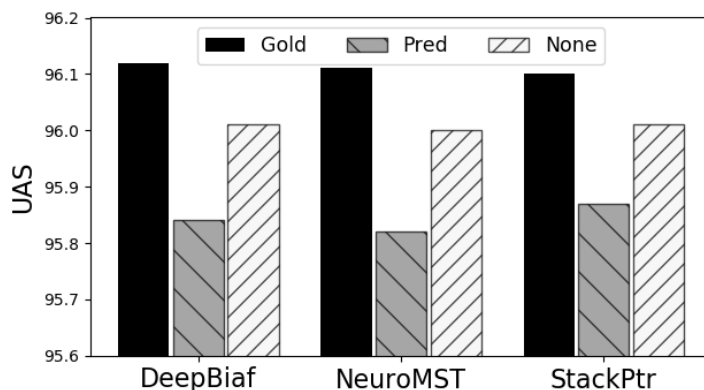 96.2
Gold Pred None
96.1
96.0
95.9
95.8
95.7
95.6
UAS
DeepBiaf NeuroMST StackPtr